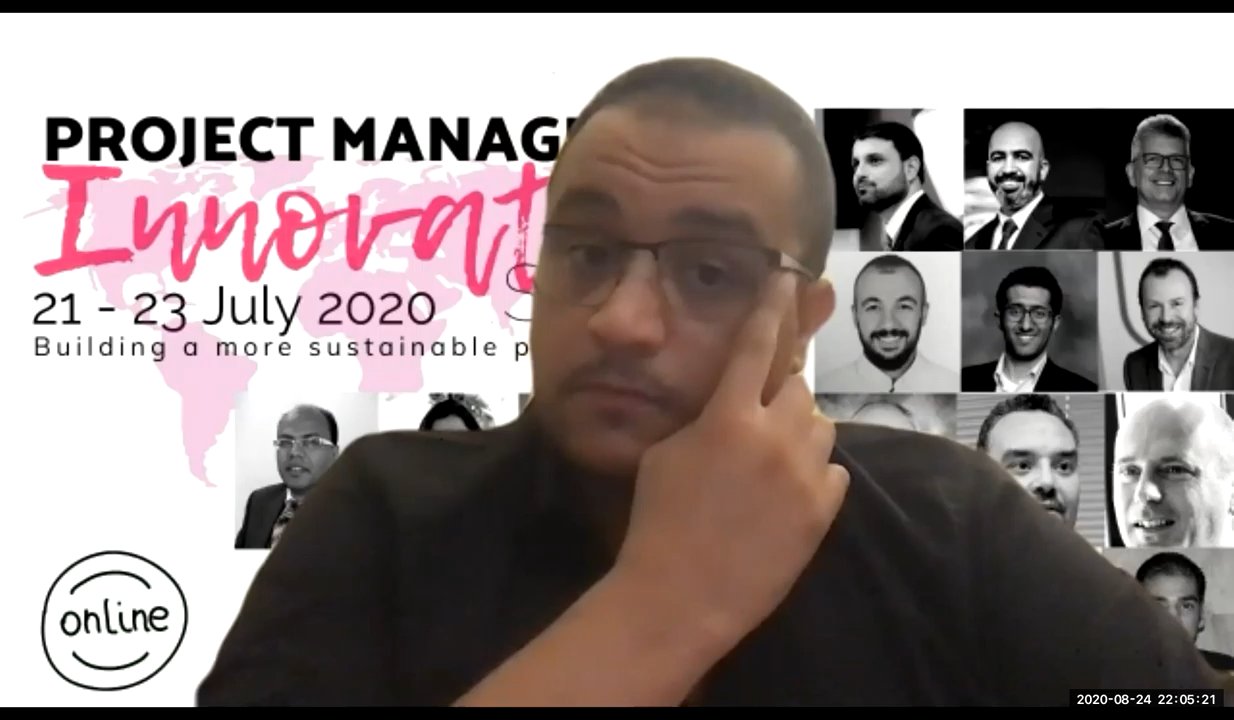 PROJECT MANAG
Innovat
21 - 23 July 2020
Building a more sustainable p
online
2020-08-24 22:05:21